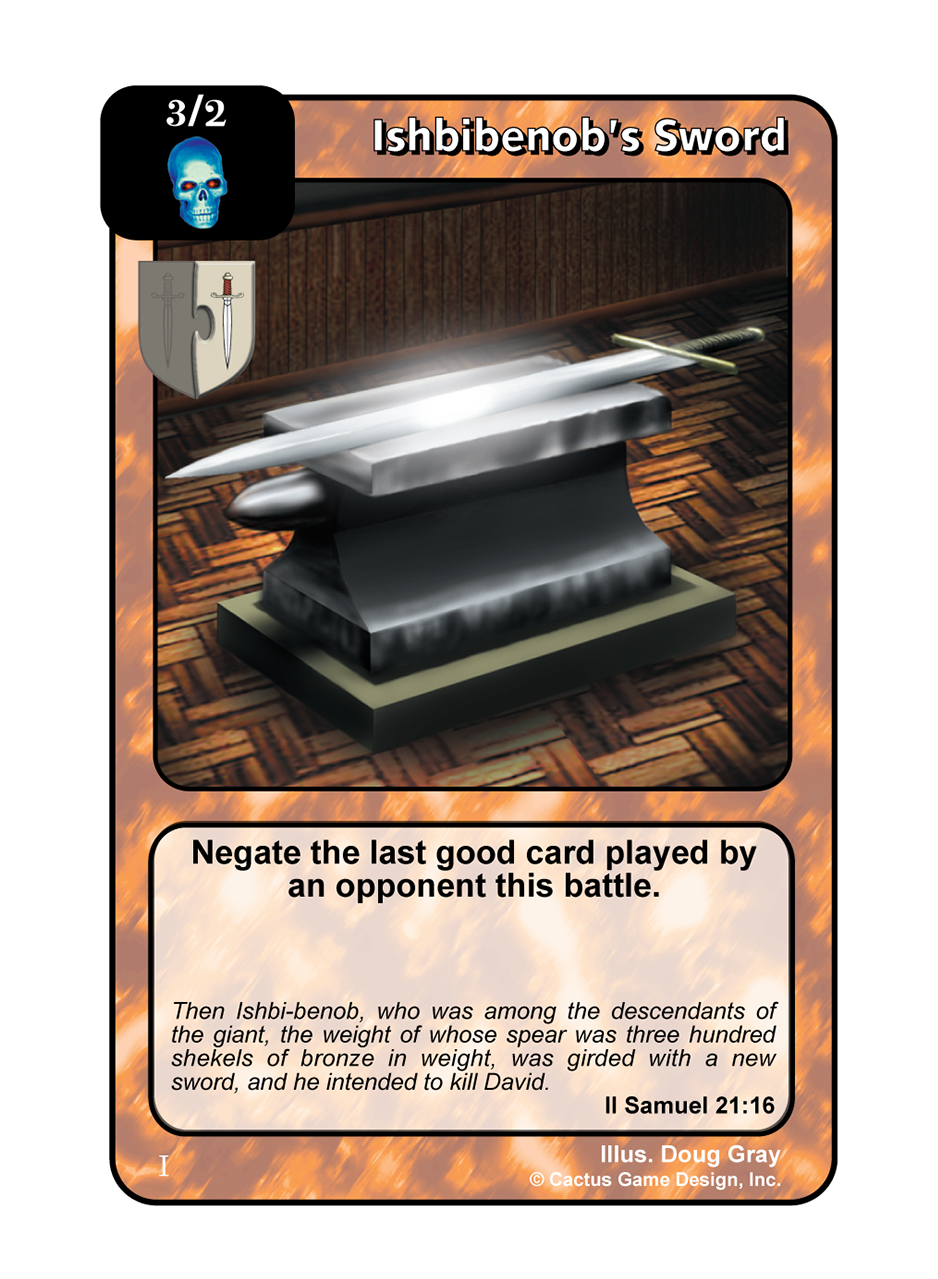 3/2
Ishbibenob's Sword
Negate the last good card played by
an opponent this battle.
Then Ishbi-benob, who was among the descendants of
the giant, the weight of whose spear was three hundred
shekels of bronze in weight, was girded with a new
sword, and he intended to kill David.
II Samuel 21:16
I
Illus. Doug Gray
© Cactus Game Design, Inc.